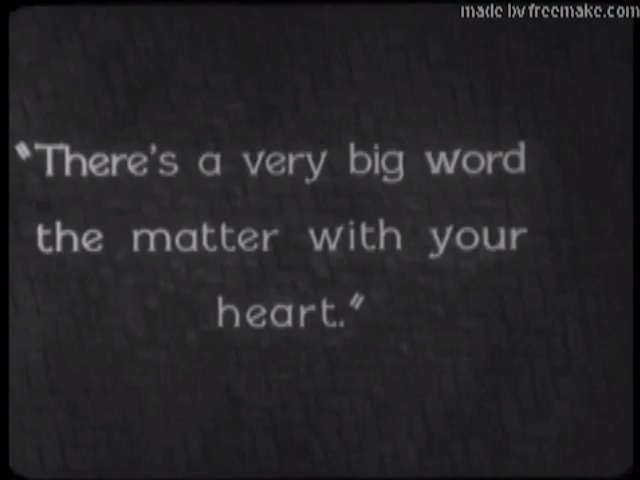 made by freemake.com
"There's a very big word
the matter with your
heart."